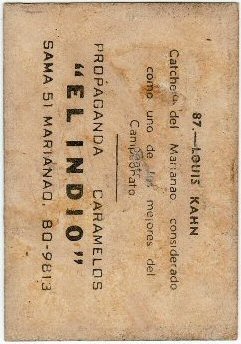 87.—LOUIS KAHN
Catcher del Marianao considerado
como uno de los mejores del
Campeonato
PROPAGANDA CARAMELOS
"EL INDIO"
SAMA 51 MARIANAO. BO-9813